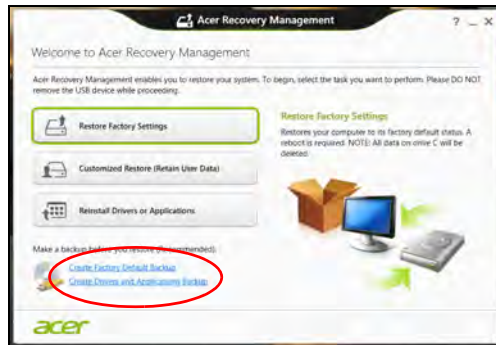 Acer Recovery Management
Welcome to Acer Recovery Management
Acer Recovery Management enables you to restore your system. To begin, select the task you want to perform. Please DO NOT
remove the USB device while proceeding.
Restore Factory Settings
Customized Restore (Retain User Data)
Reinstall Drivers or Applications
Restore Factory Settings
Restores your computer to its factory default status. A
reboot is required. NOTE: All data on drive C will be
deleted.
Make a backup before you restore (Recommended).
Create Factory Default Backup
Create Drivers and Applications Backup
acer